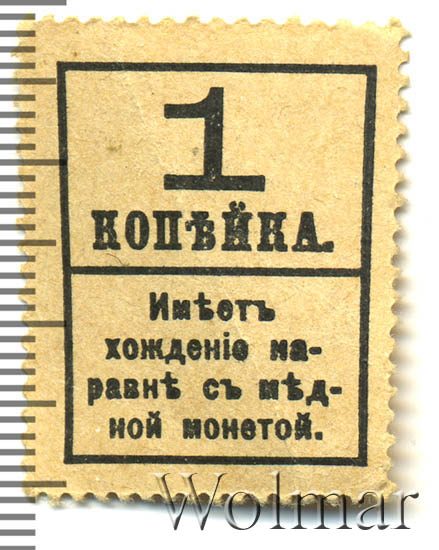 1
КОПѢЙКА.
Имѣетъ
хожденіе на-
равнѣ съ мѣд-
ной монетой.
Wolmar